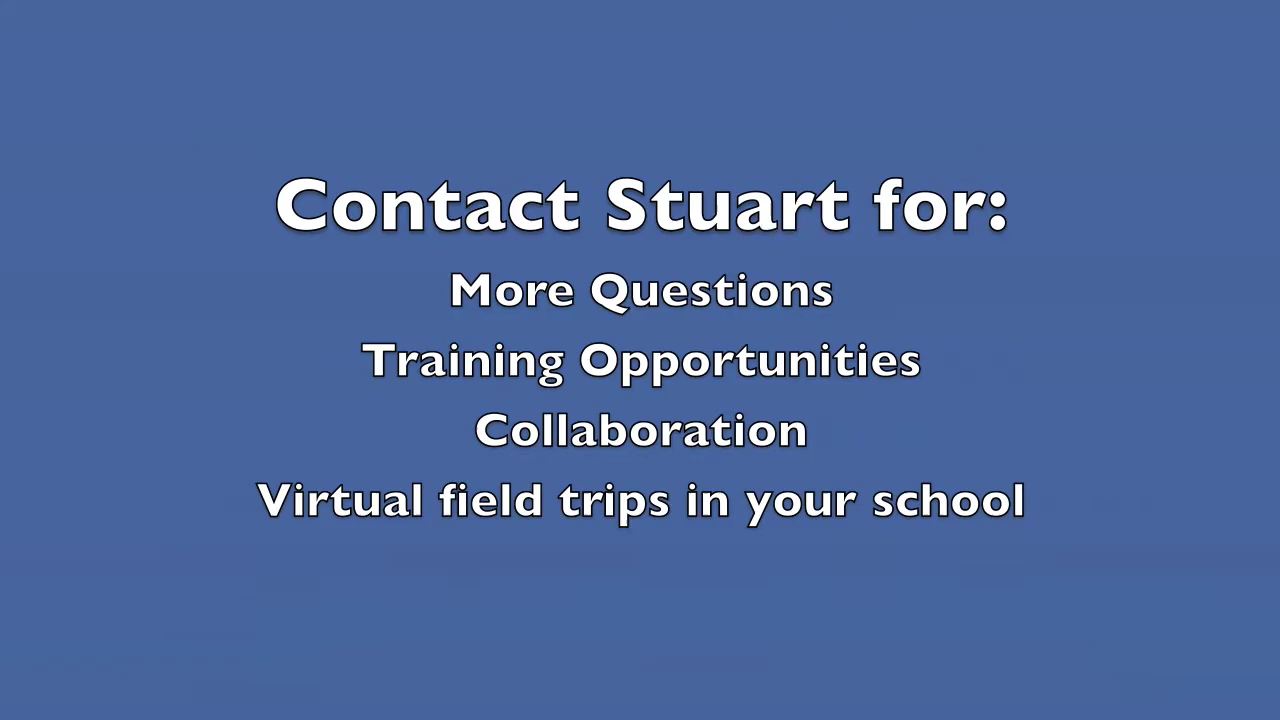 Contact Stuart for:
More Questions
Training Opportunities
Collaboration
Virtual field trips in your school